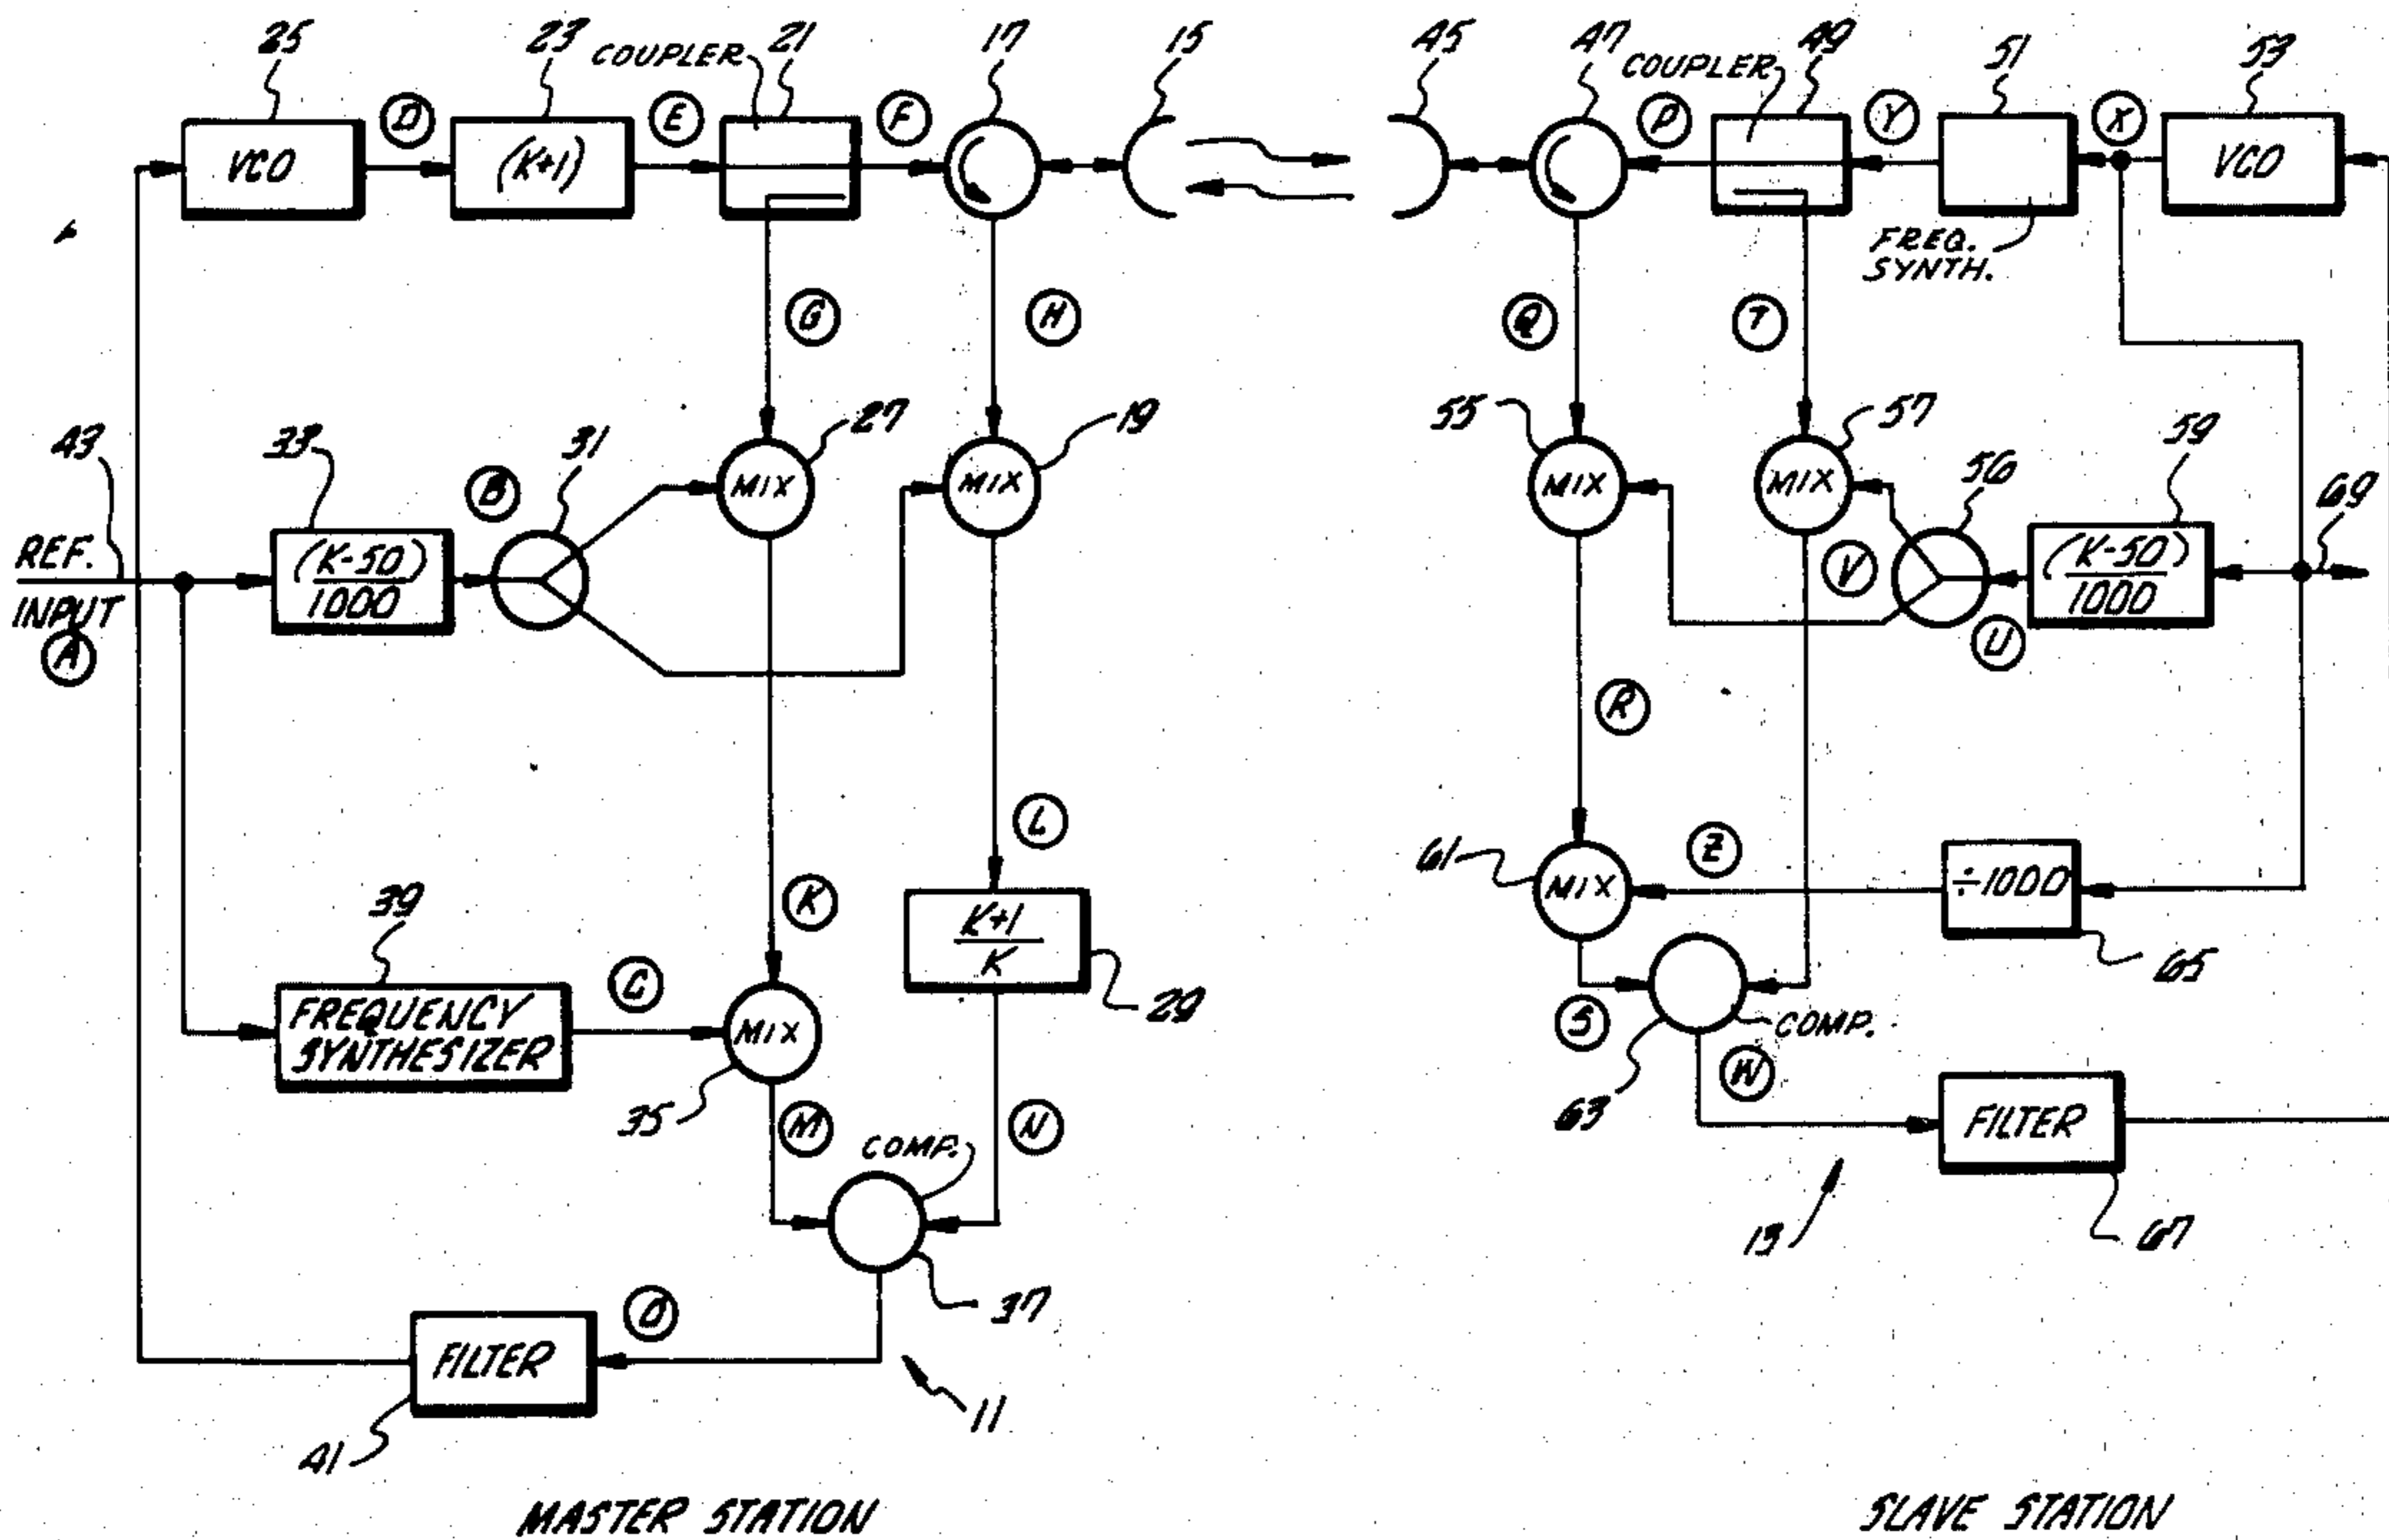 25
23
COUPLER
21
17
15
45
47
COUPLER
49
51
53
D
E
F
P
Y
X
VCO
(K+1)
VCO
FREQ.
SYNTH.
G
H
Q
T
43
33
B
31
27
19
55
57
56
59
69
MIX
MIX
MIX
MIX
REF.
INPUT
A
(K-50)
1000
V
U
(K-50)
1000
R
L
K
61
MIX
Z
÷1000
65
39
K+1
K
29
FREQUENCY
SYNTHESIZER
C
MIX
35
S
COMP.
63
W
M
N
COMP.
FILTER
67
13
37
O
FILTER
41
11
MASTER STATION
SLAVE STATION